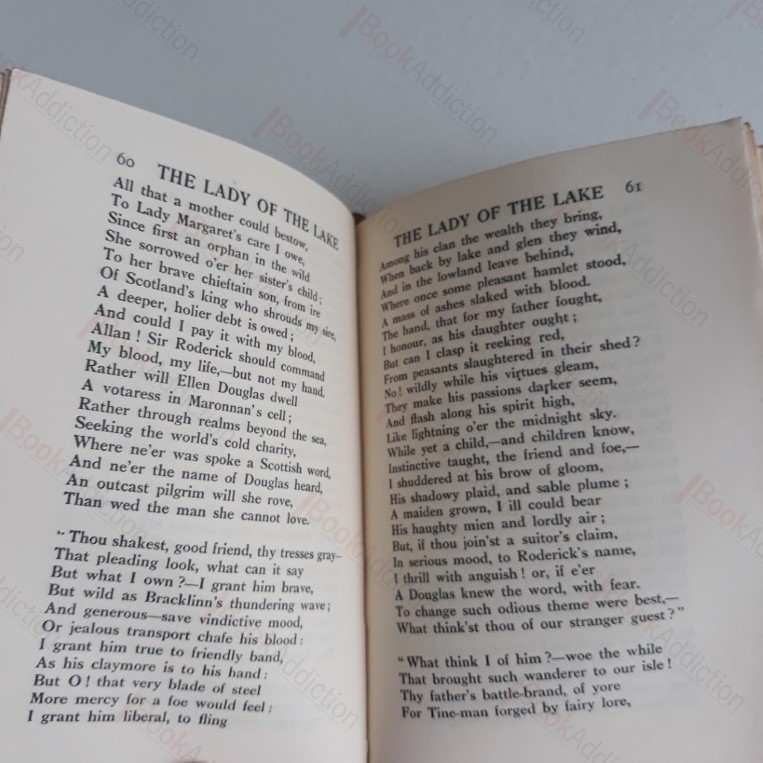 60
THE LADY OF THE LAKE
All that a mother could bestow,
To Lady Margaret's care I owe,
Since first an orphan in the wild
She sorrowed o'er her sister's child;
To her brave chieftain son, from ire
Of Scotland's king who shrouds my sire,
A deeper, holier debt is owed;
And could I pay it with my blood,
Allan! Sir Roderick should command
My blood, my life,—but not my hand.
Rather will Ellen Douglas dwell
A votaress in Maronnan's cell;
Rather through realms beyond the sea,
Seeking the world's cold charity,
Where ne'er was spoke a Scottish word,
And ne'er the name of Douglas heard,
An outcast pilgrim will she rove,
Than wed the man she cannot love.
"Thou shakest, good friend, thy tresses gray—
That pleading look, what can it say
But what I own?—I grant him brave,
But wild as Bracklinn's thundering wave;
And generous—save vindictive mood,
Or jealous transport chafe his blood:
I grant him true to friendly band,
As his claymore is to his hand:
But O! that very blade of steel
More mercy for a foe would feel:
I grant him liberal, to fling
THE LADY OF THE LAKE 61
Among his clan the wealth they bring,
When back by lake and glen they wind,
And in the lowland leave behind,
Where once some pleasant hamlet stood,
A mass of ashes slaked with blood.
The hand, that for my father fought,
I honour, as his daughter ought;
But can I clasp it reeking red,
From peasants slaughtered in their shed?
No! wildly while his virtues gleam,
They make his passions darker seem,
And flash along his spirit high,
Like lightning o'er the midnight sky.
While yet a child,—and children know,
Instinctive taught, the friend and foe,—
I shuddered at his brow of gloom,
His shadowy plaid, and sable plume;
A maiden grown, I ill could bear
His haughty mien and lordly air;
But, if thou join'st a suitor's claim,
In serious mood, to Roderick's name,
I thrill with anguish! or, if e'er
A Douglas knew the word, with fear.
To change such odious theme were best,—
What think'st thou of our stranger guest?"
"What think I of him?—woe the while
That brought such wanderer to our isle!
Thy father's battle-brand, of yore
For Tine-man forged by fairy lore,
BookAddiction